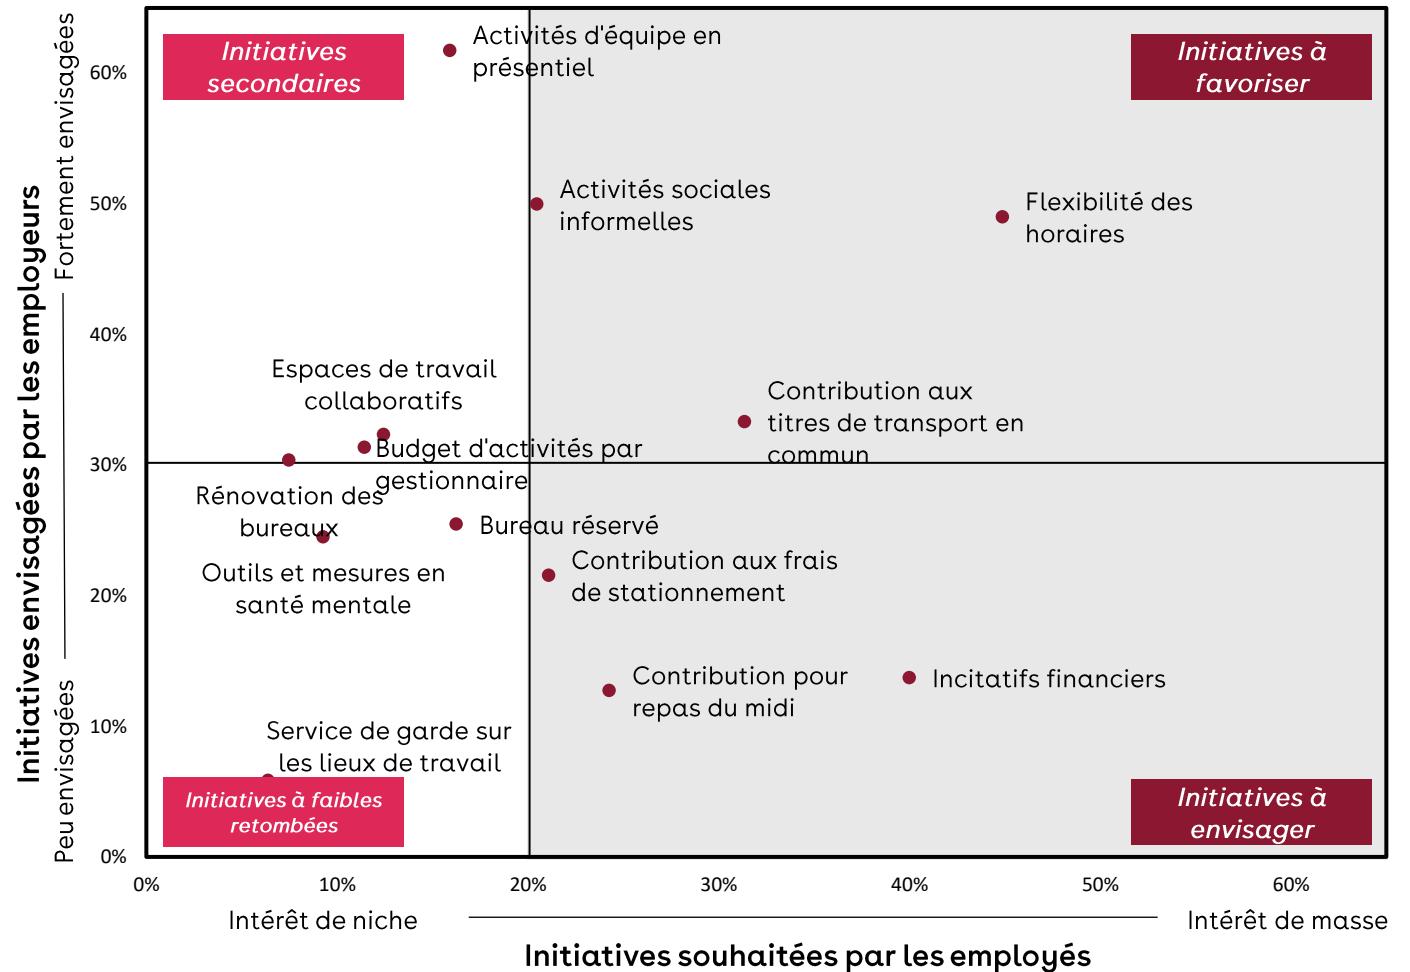 Initiatives envisagées par les employeurs
Fortement envisagées
Peu envisagées
60%
50%
40%
30%
20%
10%
0%
Initiatives
secondaires
Activités d'équipe en
présentiel
Initiatives à
favoriser
Activités sociales
informelles
Flexibilité des
horaires
Espaces de travail
collaboratifs
Contribution aux
titres de transport en
commun
Budget d'activités par
gestionnaire
Rénovation des
bureaux
Bureau réservé
Outils et mesures en
santé mentale
Contribution aux frais
de stationnement
Contribution pour
repas du midi
Incitatifs financiers
Service de garde sur
les lieux de travail
Initiatives à faibles
retombées
Initiatives à
envisager
0%
10%
20%
30%
40%
50%
60%
Intérêt de niche
Intérêt de masse
Initiatives souhaitées par les employés